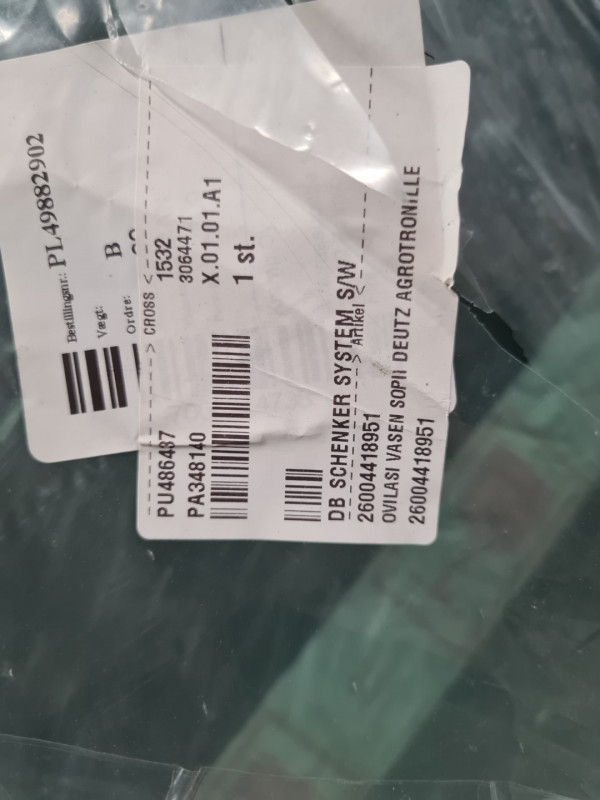 Bestillingsnr.: PL49882902
Vægt: B
Ordre:
-----> CROSS <-----
PU486487 1532
PA348140 3064471
X.01.01.A1
1 st.
DB SCHENKER SYSTEM S/W
-----> Artikel <-----
26004418951
OVILASI VASEN SOPII DEUTZ AGROTRONILLE
26004418951